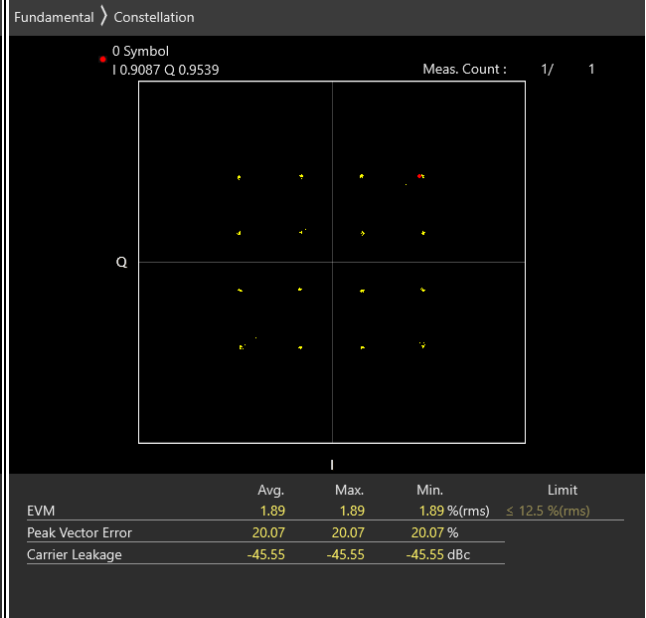 Fundamental 〉 Constellation
0 Symbol
I 0.9087 Q 0.9539
Meas. Count : 1/ 1
Q
I
Avg. Max. Min. Limit
EVM 1.89 1.89 1.89 %(rms) ≤ 12.5 %(rms)
Peak Vector Error 20.07 20.07 20.07 %
Carrier Leakage -45.55 -45.55 -45.55 dBc